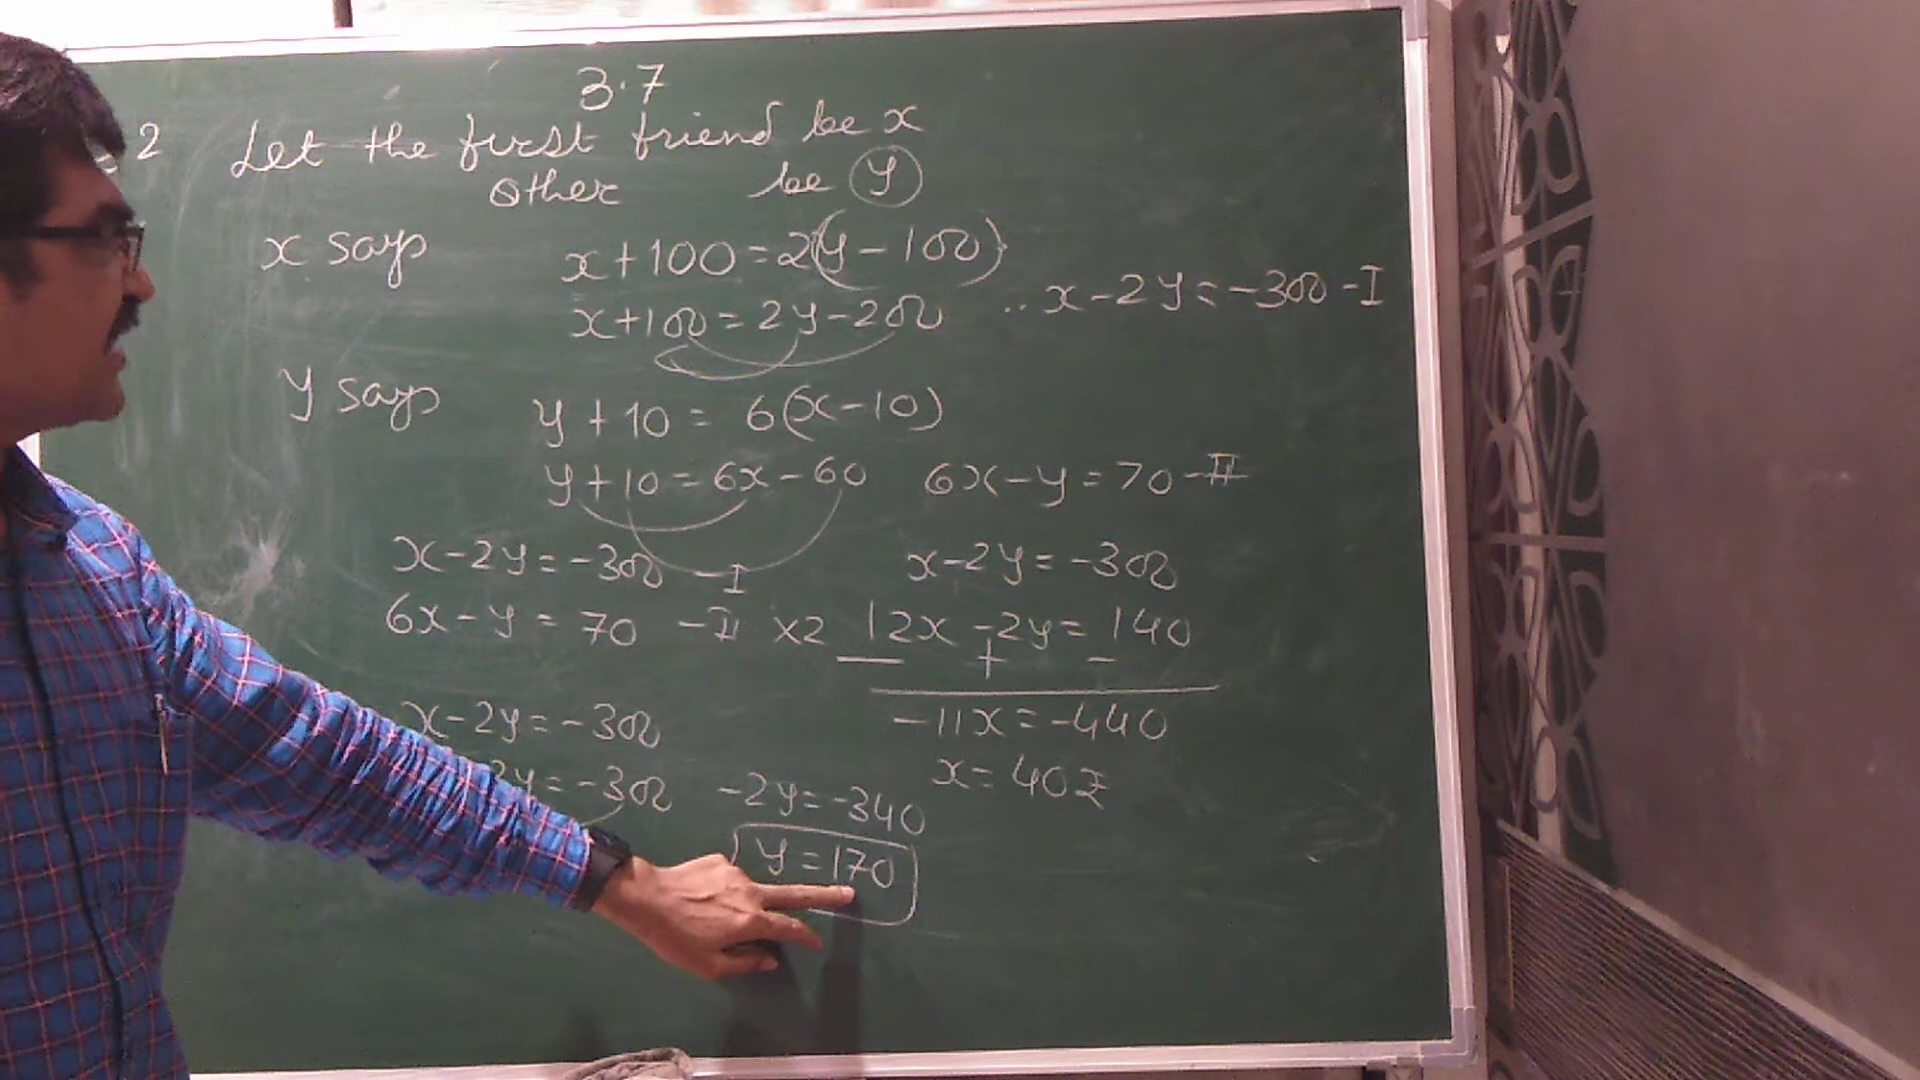 3.7
2 Let the first friend be x
Other be y
x says x+100=2(y-100)
x+100=2y-200 ..x-2y=-300-I
y says y+10=6(x-10)
y+10=6x-60 6x-y=70-II
x-2y=-300 -I x-2y=-300
6x-y=70 -II x2 12x-2y=140
- + -
x-2y=-300 -11x=-440
2y=-300 -2y=-340 x=40₹
y=170